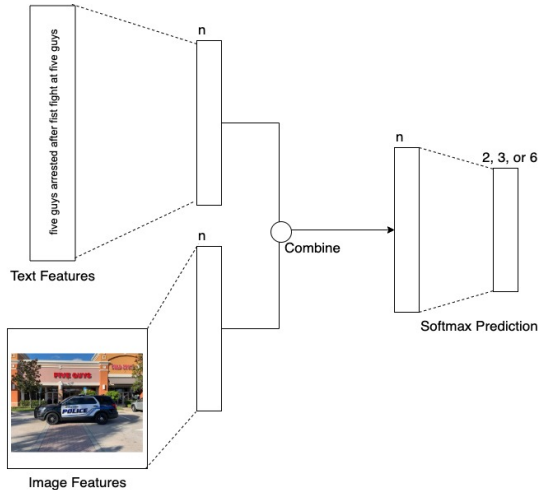 five guys arrested after fist fight at five guys
Text Features
n
n
Combine
n
2, 3, or 6
Softmax Prediction
FIVE GUYS
POLICE
Image Features